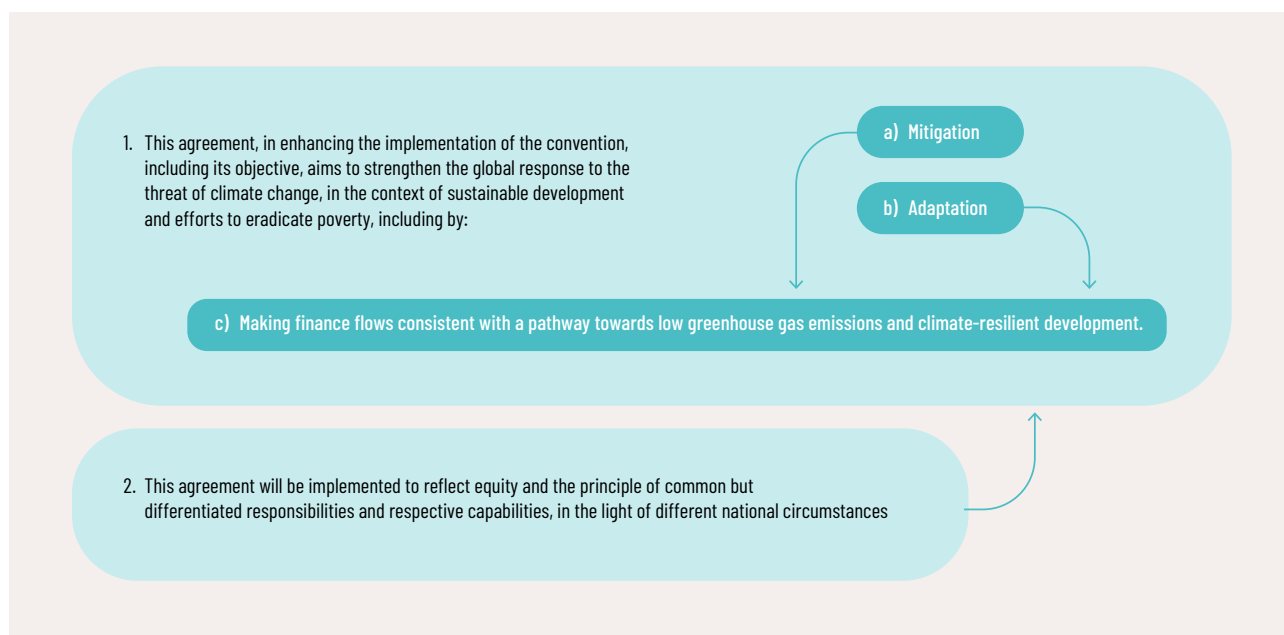 1. This agreement, in enhancing the implementation of the convention,
including its objective, aims to strengthen the global response to the
threat of climate change, in the context of sustainable development
and efforts to eradicate poverty, including by:
a) Mitigation
b) Adaptation
c) Making finance flows consistent with a pathway towards low greenhouse gas emissions and climate-resilient development.
2. This agreement will be implemented to reflect equity and the principle of common but
differentiated responsibilities and respective capabilities, in the light of different national circumstances